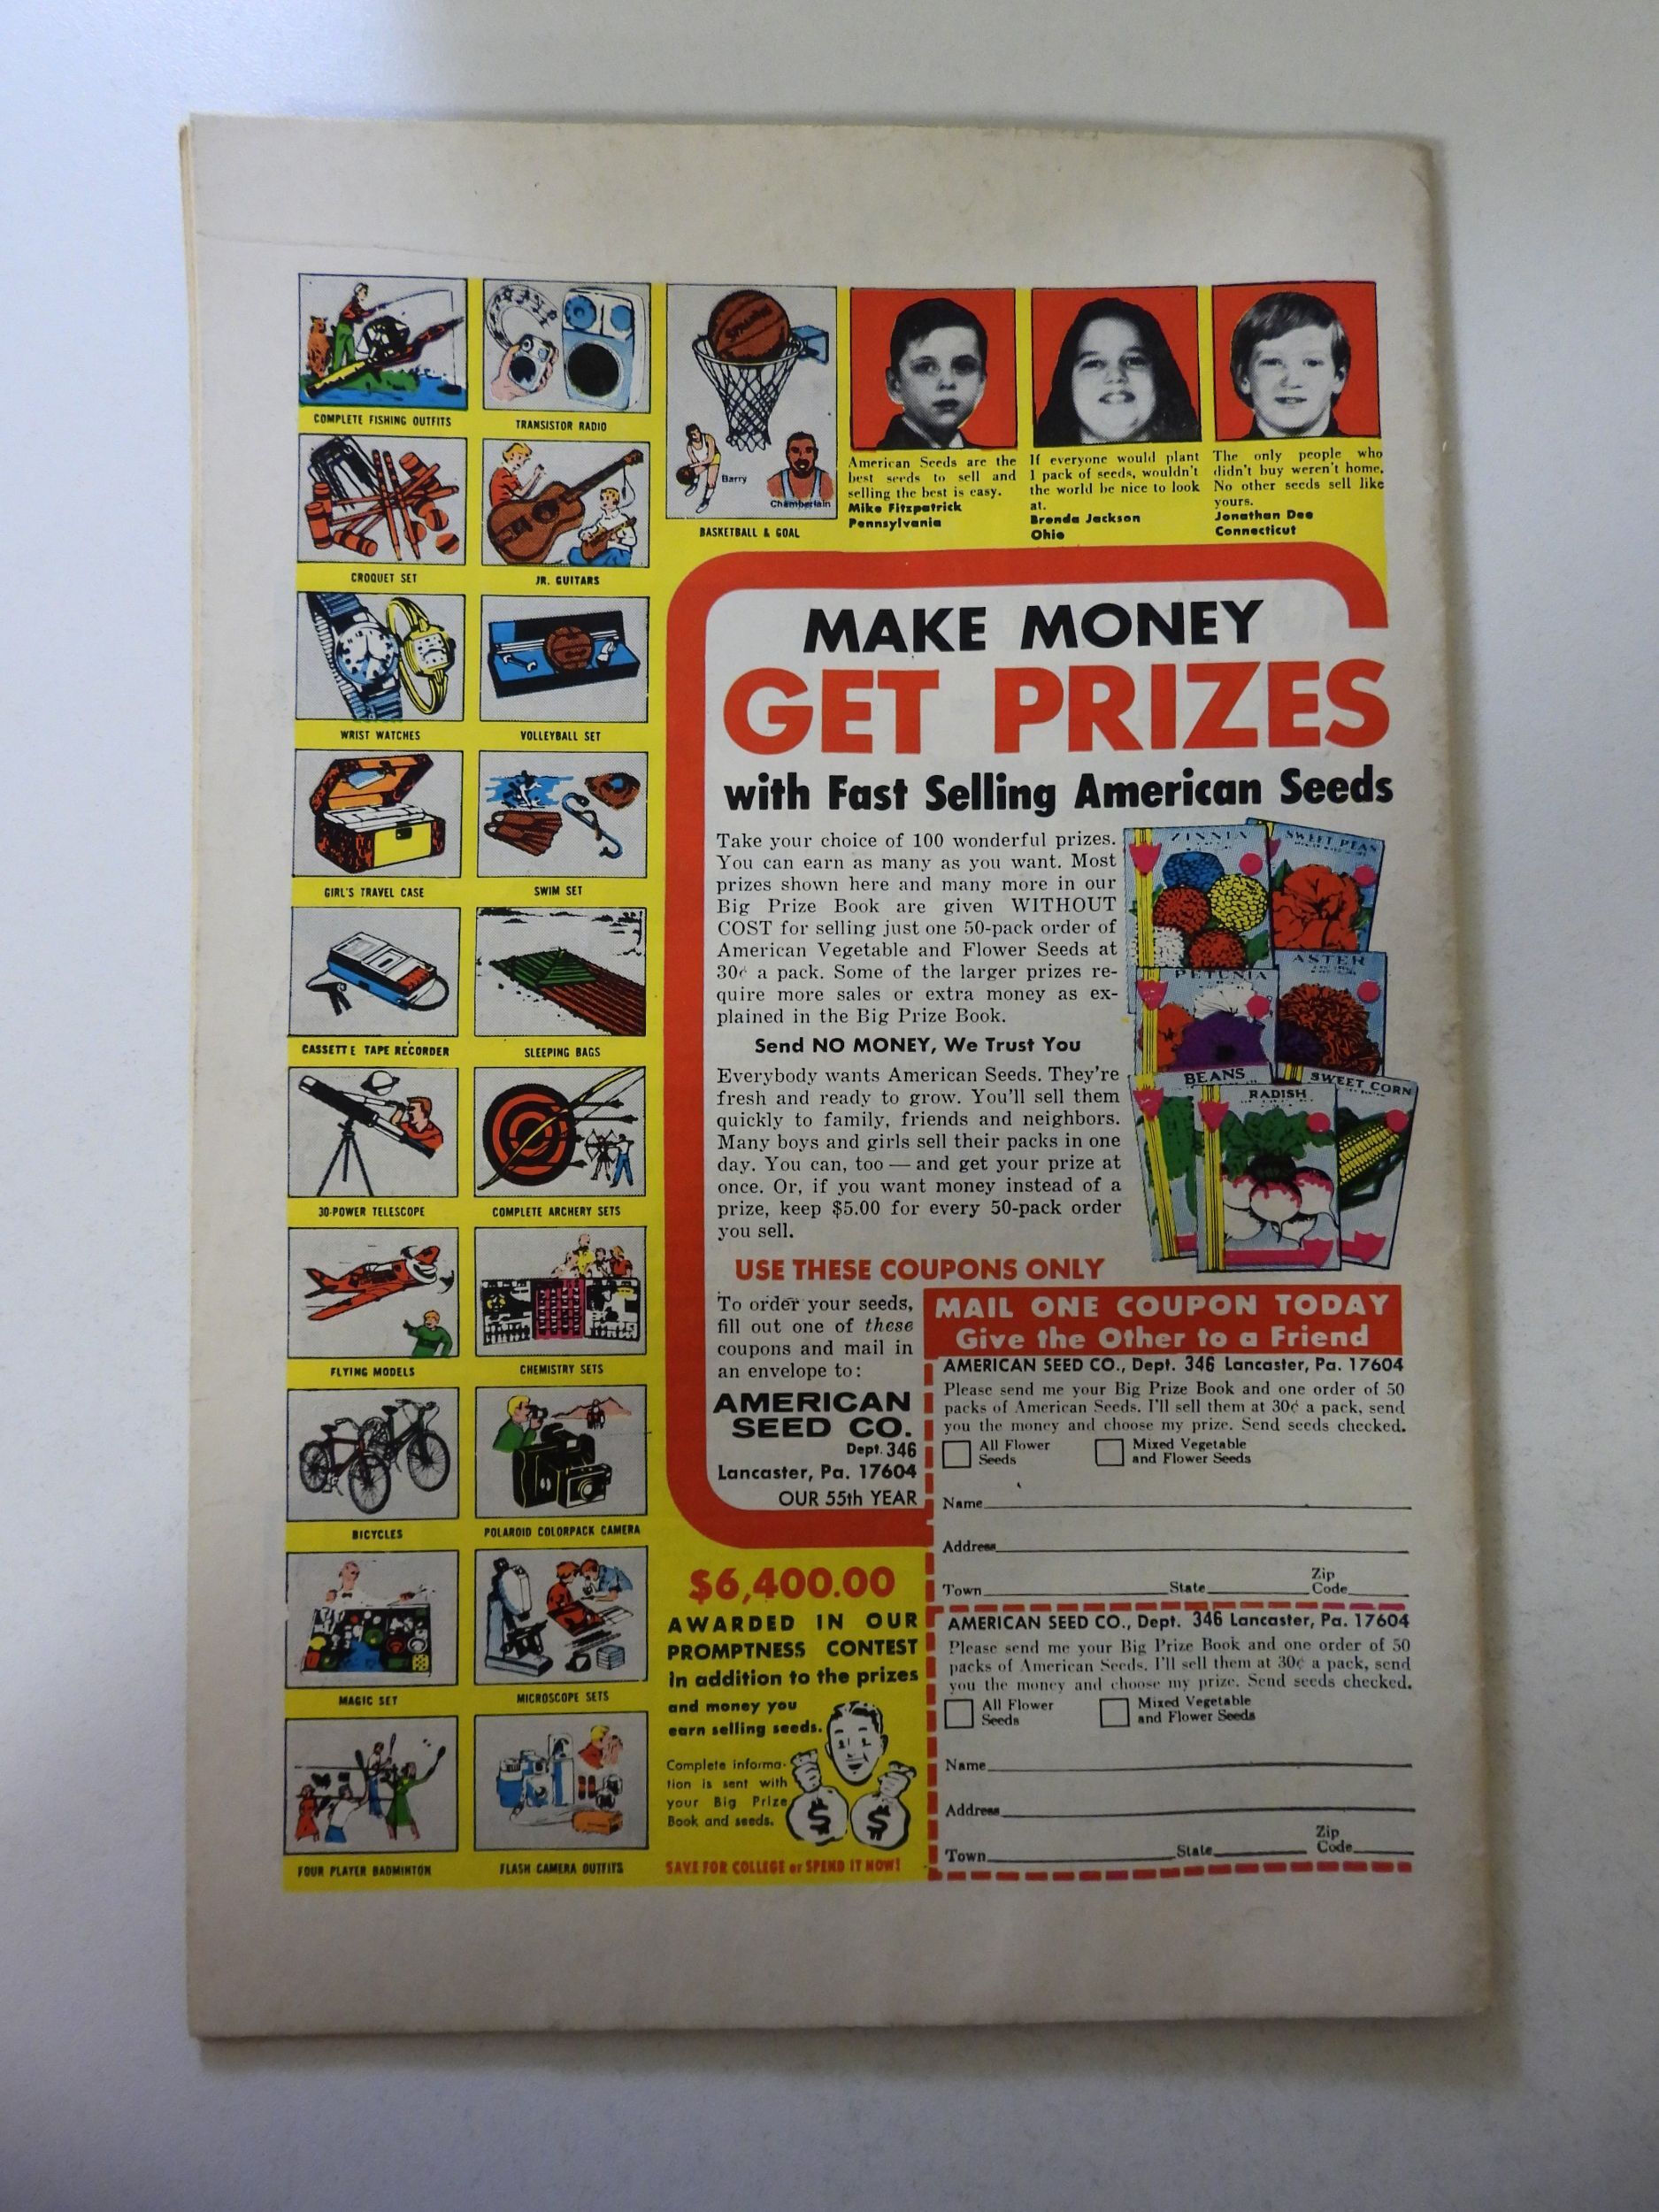 COMPLETE FISHING OUTFITS
TRANSISTOR RADIO
CROQUET SET
JR. GUITARS
WRIST WATCHES
VOLLEYBALL SET
GIRL'S TRAVEL CASE
SWIM SET
CASSETTE TAPE RECORDER
SLEEPING BAGS
30-POWER TELESCOPE
COMPLETE ARCHERY SETS
FLYING MODELS
CHEMISTRY SETS
BICYCLES
POLAROID COLORPACK CAMERA
MAGIC SET
MICROSCOPE SETS
FOUR PLAYER BADMINTON
FLASH CAMERA OUTFITS
Spalding
Barry
Chamberlain
BASKETBALL & GOAL
American Seeds are the
best seeds to sell and
selling the best is easy.
Mike Fitzpatrick
Pennsylvania
If everyone would plant
1 pack of seeds, wouldn't
the world be nice to look
at.
Brenda Jackson
Ohio
The only people who
didn't buy weren't home.
No other seeds sell like
yours.
Jonathan Dee
Connecticut
MAKE MONEY
GET PRIZES
with Fast Selling American Seeds
Take your choice of 100 wonderful prizes.
You can earn as many as you want. Most
prizes shown here and many more in our
Big Prize Book are given WITHOUT
COST for selling just one 50-pack order of
American Vegetable and Flower Seeds at
30¢ a pack. Some of the larger prizes re-
quire more sales or extra money as ex-
plained in the Big Prize Book.
Send NO MONEY, We Trust You
Everybody wants American Seeds. They're
fresh and ready to grow. You'll sell them
quickly to family, friends and neighbors.
Many boys and girls sell their packs in one
day. You can, too — and get your prize at
once. Or, if you want money instead of a
prize, keep $5.00 for every 50-pack order
you sell.
ZINNIA
SWEET PEAS
PETUNIA
ASTER
BEANS
RADISH
SWEET CORN
USE THESE COUPONS ONLY
To order your seeds,
fill out one of these
coupons and mail in
an envelope to:
AMERICAN
SEED CO.
Dept. 346
Lancaster, Pa. 17604
OUR 55th YEAR
MAIL ONE COUPON TODAY
Give the Other to a Friend
AMERICAN SEED CO., Dept. 346 Lancaster, Pa. 17604
Please send me your Big Prize Book and one order of 50
packs of American Seeds. I'll sell them at 30¢ a pack, send
you the money and choose my prize. Send seeds checked.
All Flower
Seeds
Mixed Vegetable
and Flower Seeds
Name
Address
Town State Zip Code
AMERICAN SEED CO., Dept. 346 Lancaster, Pa. 17604
Please send me your Big Prize Book and one order of 50
packs of American Seeds. I'll sell them at 30¢ a pack, send
you the money and choose my prize. Send seeds checked.
All Flower
Seeds
Mixed Vegetable
and Flower Seeds
Name
Address
Town State Zip Code
$6,400.00
AWARDED IN OUR
PROMPTNESS CONTEST
in addition to the prizes
and money you
earn selling seeds.
Complete informa-
tion is sent with
your Big Prize
Book and seeds.
$ $
SAVE FOR COLLEGE or SPEND IT NOW!